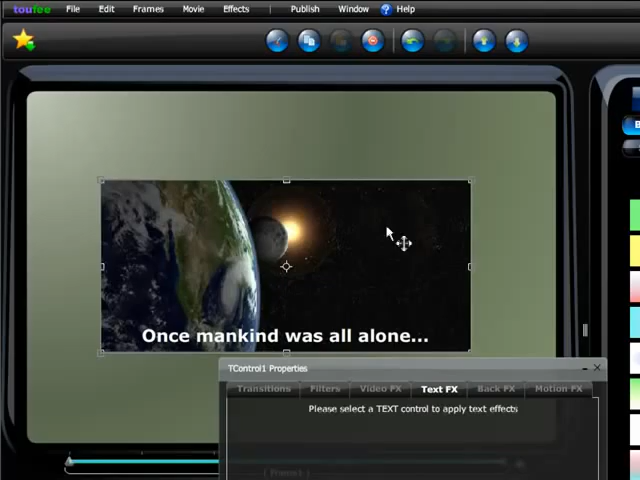 toufee File Edit Frames Movie Effects Publish Window ? Help
Once mankind was all alone...
TControl1 Properties
Transitions Filters Video FX Text FX Back FX Motion FX
Please select a TEXT control to apply text effects
( Frame1 )